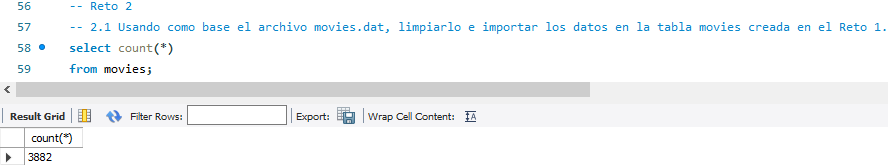 56 -- Reto 2
57 -- 2.1 Usando como base el archivo movies.dat, limpiarlo e importar los datos en la tabla movies creada en el Reto 1.
58 select count(*)
59 from movies;
Result Grid Filter Rows: Export: Wrap Cell Content: IA
count(*)
3882